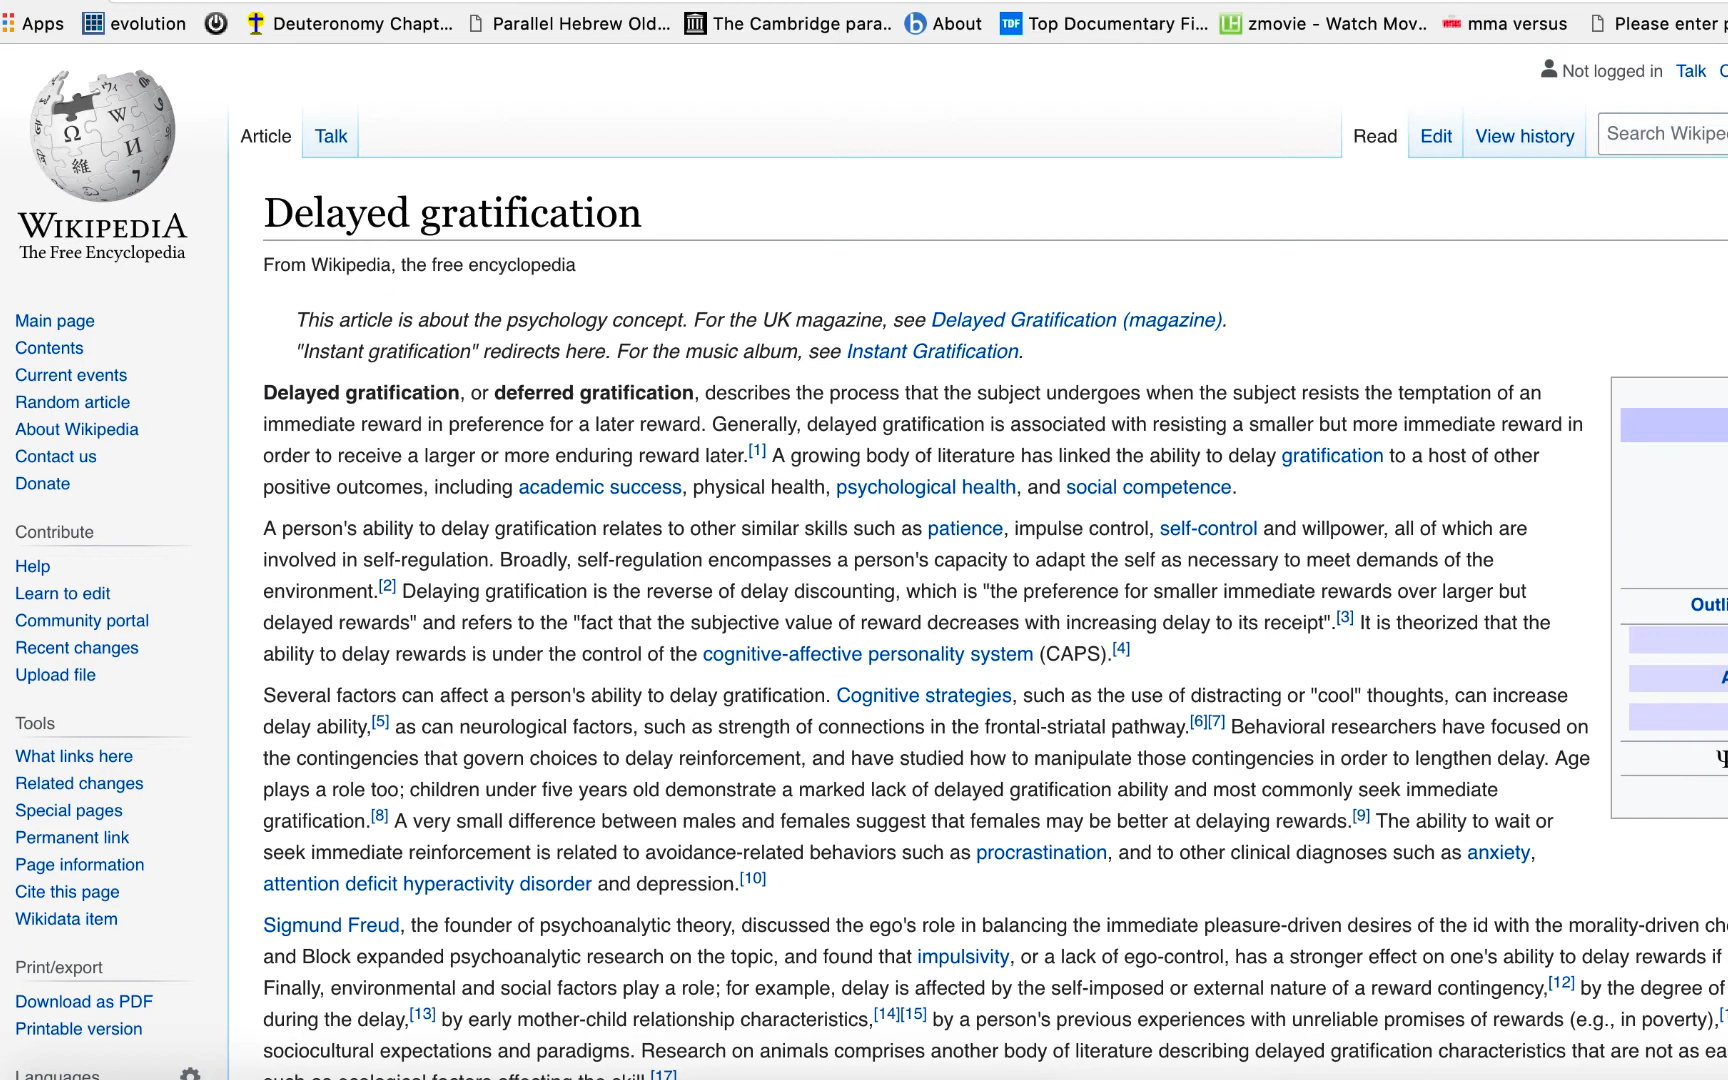 Apps evolution Deuteronomy Chapt... Parallel Hebrew Old... The Cambridge para.. About TDF Top Documentary Fi... zmovie - Watch Mov.. mma versus Please enter
Not logged in Talk
Article Talk Read Edit View history Search Wikipe
WIKIPEDIA
The Free Encyclopedia
Main page
Contents
Current events
Random article
About Wikipedia
Contact us
Donate
Contribute
Help
Learn to edit
Community portal
Recent changes
Upload file
Tools
What links here
Related changes
Special pages
Permanent link
Page information
Cite this page
Wikidata item
Print/export
Download as PDF
Printable version
Languages
Delayed gratification
From Wikipedia, the free encyclopedia
This article is about the psychology concept. For the UK magazine, see Delayed Gratification (magazine).
"Instant gratification" redirects here. For the music album, see Instant Gratification.
Delayed gratification, or deferred gratification, describes the process that the subject undergoes when the subject resists the temptation of an
immediate reward in preference for a later reward. Generally, delayed gratification is associated with resisting a smaller but more immediate reward in
order to receive a larger or more enduring reward later.[1] A growing body of literature has linked the ability to delay gratification to a host of other
positive outcomes, including academic success, physical health, psychological health, and social competence.
A person's ability to delay gratification relates to other similar skills such as patience, impulse control, self-control and willpower, all of which are
involved in self-regulation. Broadly, self-regulation encompasses a person's capacity to adapt the self as necessary to meet demands of the
environment.[2] Delaying gratification is the reverse of delay discounting, which is "the preference for smaller immediate rewards over larger but
delayed rewards" and refers to the "fact that the subjective value of reward decreases with increasing delay to its receipt".[3] It is theorized that the
ability to delay rewards is under the control of the cognitive-affective personality system (CAPS).[4]
Several factors can affect a person's ability to delay gratification. Cognitive strategies, such as the use of distracting or "cool" thoughts, can increase
delay ability,[5] as can neurological factors, such as strength of connections in the frontal-striatal pathway.[6][7] Behavioral researchers have focused on
the contingencies that govern choices to delay reinforcement, and have studied how to manipulate those contingencies in order to lengthen delay. Age
plays a role too; children under five years old demonstrate a marked lack of delayed gratification ability and most commonly seek immediate
gratification.[8] A very small difference between males and females suggest that females may be better at delaying rewards.[9] The ability to wait or
seek immediate reinforcement is related to avoidance-related behaviors such as procrastination, and to other clinical diagnoses such as anxiety,
attention deficit hyperactivity disorder and depression.[10]
Sigmund Freud, the founder of psychoanalytic theory, discussed the ego's role in balancing the immediate pleasure-driven desires of the id with the morality-driven ch
and Block expanded psychoanalytic research on the topic, and found that impulsivity, or a lack of ego-control, has a stronger effect on one's ability to delay rewards if
Finally, environmental and social factors play a role; for example, delay is affected by the self-imposed or external nature of a reward contingency,[12] by the degree of
during the delay,[13] by early mother-child relationship characteristics,[14][15] by a person's previous experiences with unreliable promises of rewards (e.g., in poverty),
sociocultural expectations and paradigms. Research on animals comprises another body of literature describing delayed gratification characteristics that are not as ea
such as ecological factors affecting the skill.[17]
Outli
A
Ψ